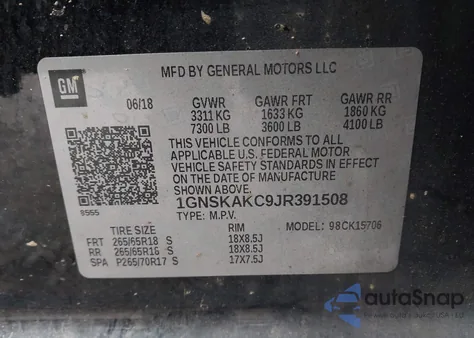 GM
MFD BY GENERAL MOTORS LLC
06/18 GVWR GAWR FRT GAWR RR
3311 KG 1633 KG 1860 KG
7300 LB 3600 LB 4100 LB
THIS VEHICLE CONFORMS TO ALL
APPLICABLE U.S. FEDERAL MOTOR
VEHICLE SAFETY STANDARDS IN
EFFECT ON THE DATE OF MANUFACTURE
SHOWN ABOVE.
1GNSKAKC9JR391508
TYPE: M.P.V.
8555
TIRE SIZE RIM MODEL: 98CK15706
FRT 265/65R18 S 18X8.5J
RR 265/65R18 S 18X8.5J
SPA P265/70R17 S 17X7.5J
autoSnap